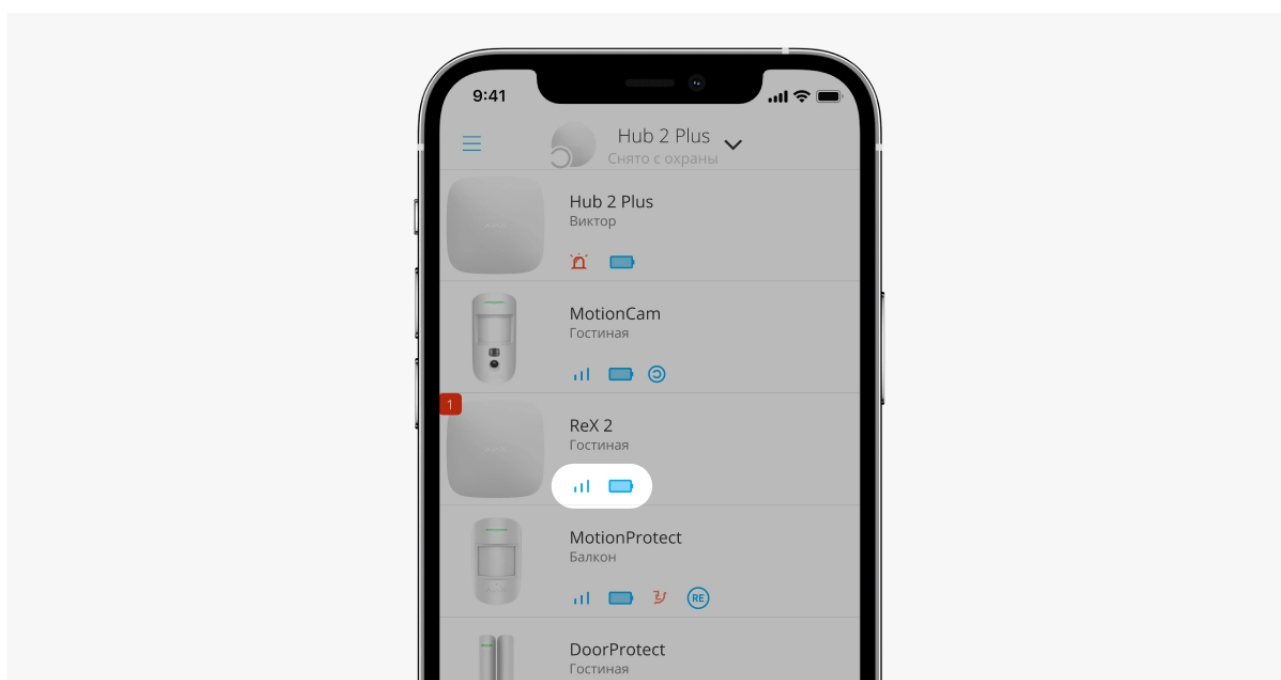 9:41
Hub 2 Plus
Снято с охраны
Hub 2 Plus
Виктор
MotionCam
Гостиная
1
ReX 2
Гостиная
MotionProtect
Балкон
RE
DoorProtect
Гостиная